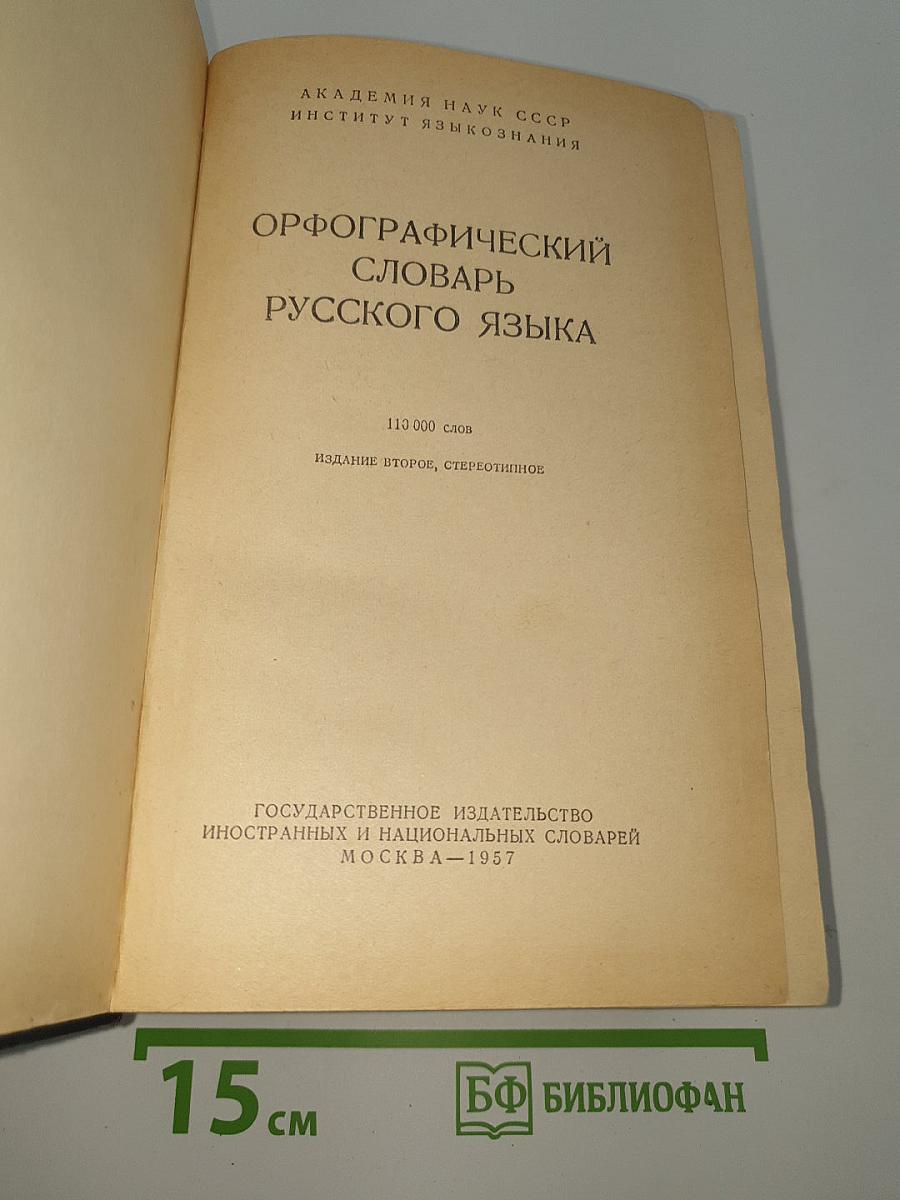 АКАДЕМИЯ НАУК СССР
ИНСТИТУТ ЯЗЫКОЗНАНИЯ
ОРФОГРАФИЧЕСКИЙ
СЛОВАРЬ
РУССКОГО ЯЗЫКА
110 000 слов
ИЗДАНИЕ ВТОРОЕ, СТЕРЕОТИПНОЕ
ГОСУДАРСТВЕННОЕ ИЗДАТЕЛЬСТВО
ИНОСТРАННЫХ И НАЦИОНАЛЬНЫХ СЛОВАРЕЙ
МОСКВА—1957
15 см
БФ БИБЛИОФАН